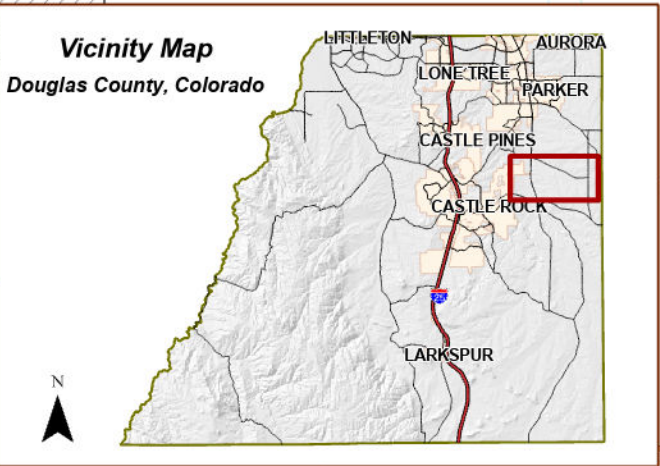 Vicinity Map
Douglas County, Colorado
LITTLETON
AURORA
LONE TREE
PARKER
CASTLE PINES
CASTLE ROCK
25
LARKSPUR
N